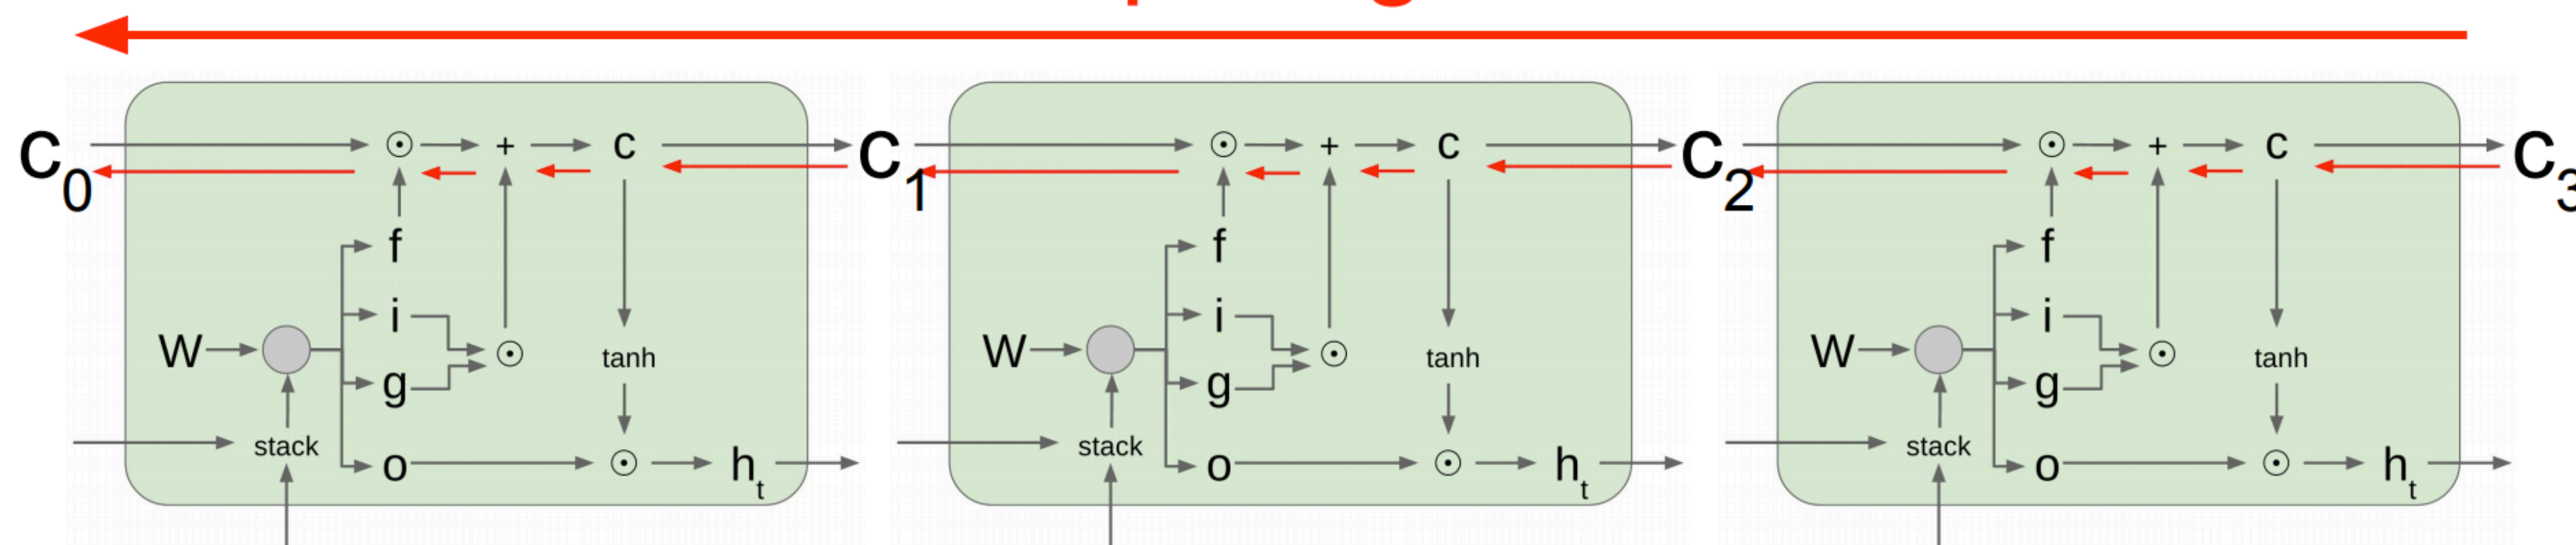 c0 ⊙ + c c1 ⊙ + c c2 ⊙ + c c3
f f f
i i i
W ⊙ tanh W ⊙ tanh W ⊙ tanh
g g g
stack stack stack
o ⊙ ht o ⊙ ht o ⊙ ht